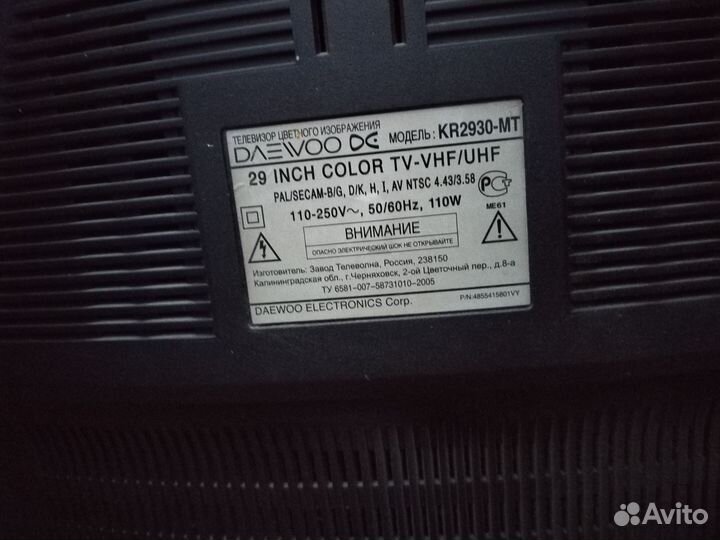 ТЕЛЕВИЗОР ЦВЕТНОГО ИЗОБРАЖЕНИЯ
DAEWOO DE МОДЕЛЬ: KR2930-MT
29 INCH COLOR TV-VHF/UHF
PAL/SECAM-B/G, D/K, H, I, AV NTSC 4.43/3.58
110-250V~, 50/60Hz, 110W
ME61
ВНИМАНИЕ
ОПАСНО ЭЛЕКТРИЧЕСКИЙ ШОК НЕ ОТКРЫВАЙТЕ
Изготовитель: Завод Телеволна, Россия, 238150
Калининградская обл., г.Черняховск, 2-ой Цветочный пер., д.8-а
ТУ 6581-007-58731010-2005
DAEWOO ELECTRONICS Corp. P/N:4855415801VY
Avito